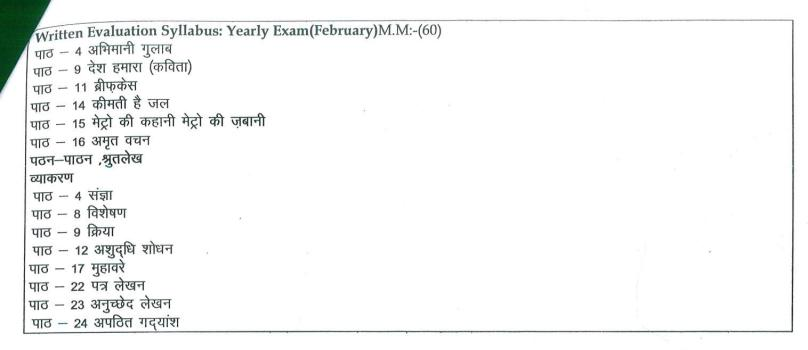 Written Evaluation Syllabus: Yearly Exam(February)M.M:-(60)
पाठ – 4 अभिमानी गुलाब
पाठ – 9 देश हमारा (कविता)
पाठ – 11 ब्रीफ़केस
पाठ – 14 कीमती है जल
पाठ – 15 मेट्रो की कहानी मेट्रो की ज़बानी
पाठ – 16 अमृत वचन
पठन–पाठन ,श्रुतलेख
व्याकरण
पाठ – 4 संज्ञा
पाठ – 8 विशेषण
पाठ – 9 क्रिया
पाठ – 12 अशुद्धि शोधन
पाठ – 17 मुहावरे
पाठ – 22 पत्र लेखन
पाठ – 23 अनुच्छेद लेखन
पाठ – 24 अपठित गद्यांश